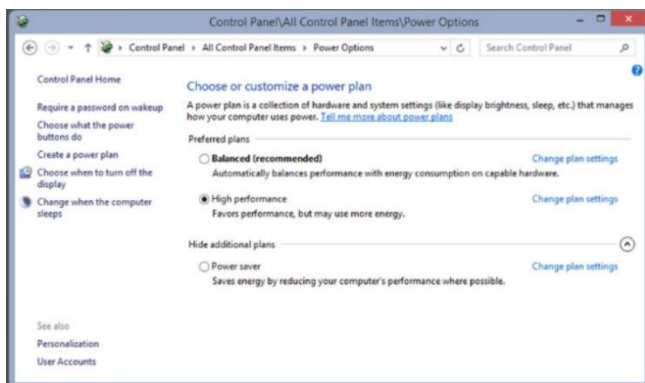 Control Panel\All Control Panel Items\Power Options
Control Panel ▸ All Control Panel Items ▸ Power Options
Search Control Panel
Control Panel Home
Require a password on wakeup
Choose what the power
buttons do
Create a power plan
Choose when to turn off the
display
Change when the computer
sleeps
See also
Personalization
User Accounts
Choose or customize a power plan
A power plan is a collection of hardware and system settings (like display brightness, sleep, etc.) that manages
how your computer uses power. Tell me more about power plans
Preferred plans
Balanced (recommended) Change plan settings
Automatically balances performance with energy consumption on capable hardware.
High performance Change plan settings
Favors performance, but may use more energy.
Hide additional plans
Power saver Change plan settings
Saves energy by reducing your computer's performance where possible.